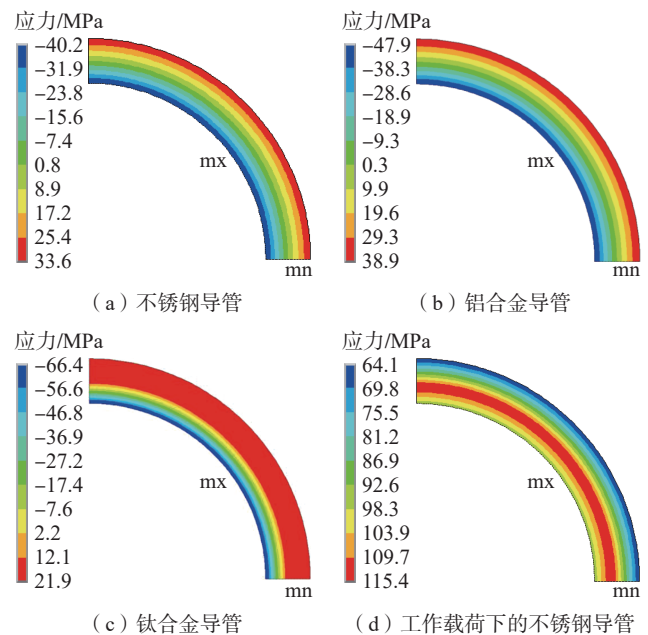 应力/MPa
−40.2
−31.9
−23.8
−15.6
−7.4
0.8
8.9
17.2
25.4
33.6
mx
mn
（a）不锈钢导管
应力/MPa
−47.9
−38.3
−28.6
−18.9
−9.3
0.3
9.9
19.6
29.3
38.9
mx
mn
（b）铝合金导管
应力/MPa
−66.4
−56.6
−46.8
−36.9
−27.2
−17.4
−7.6
2.2
12.1
21.9
mx
mn
（c）钛合金导管
应力/MPa
64.1
69.8
75.5
81.2
86.9
92.6
98.3
103.9
109.7
115.4
mx
mn
（d）工作载荷下的不锈钢导管